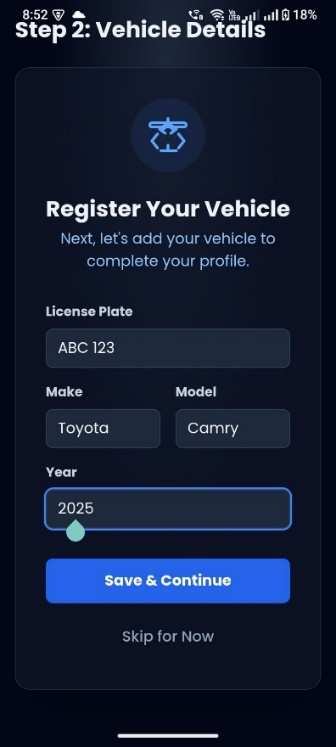 8:52 18%
Step 2: Vehicle Details
Register Your Vehicle
Next, let's add your vehicle to
complete your profile.
License Plate
ABC 123
Make Model
Toyota Camry
Year
2025
Save & Continue
Skip for Now